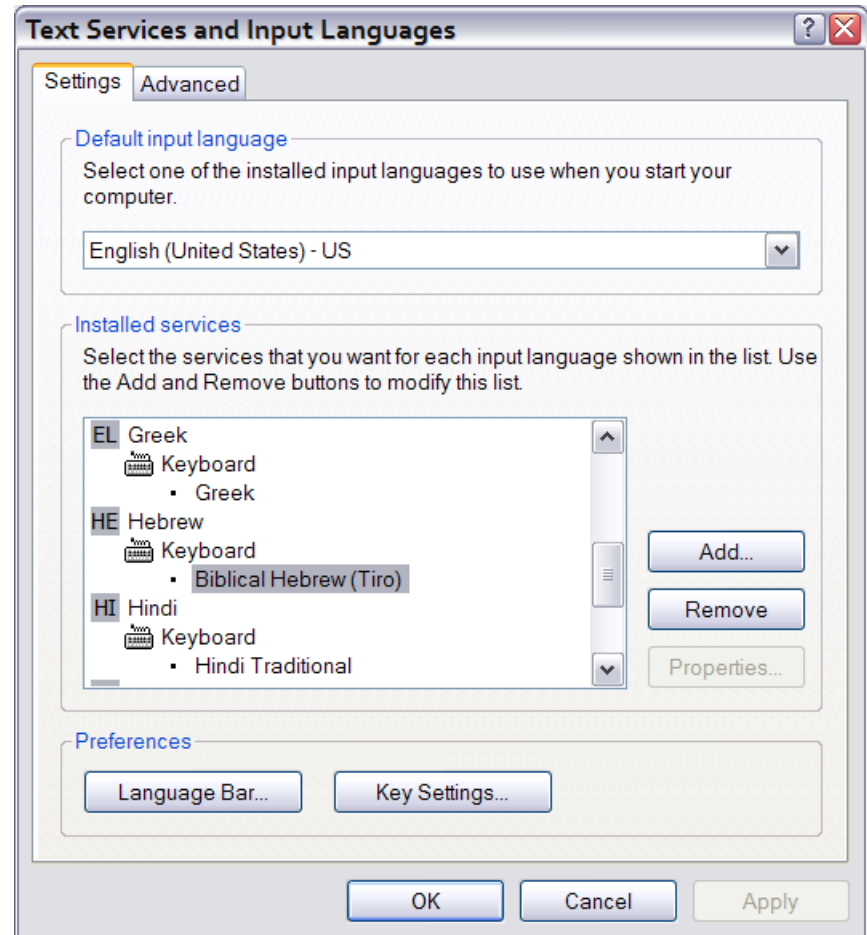 Text Services and Input Languages
Settings
Advanced
Default input language
Select one of the installed input languages to use when you start your
computer.
English (United States) - US
Installed services
Select the services that you want for each input language shown in the list. Use
the Add and Remove buttons to modify this list.
EL Greek
Keyboard
• Greek
HE Hebrew
Keyboard
• Biblical Hebrew (Tiro)
HI Hindi
Keyboard
• Hindi Traditional
Add...
Remove
Properties...
Preferences
Language Bar...
Key Settings...
OK
Cancel
Apply